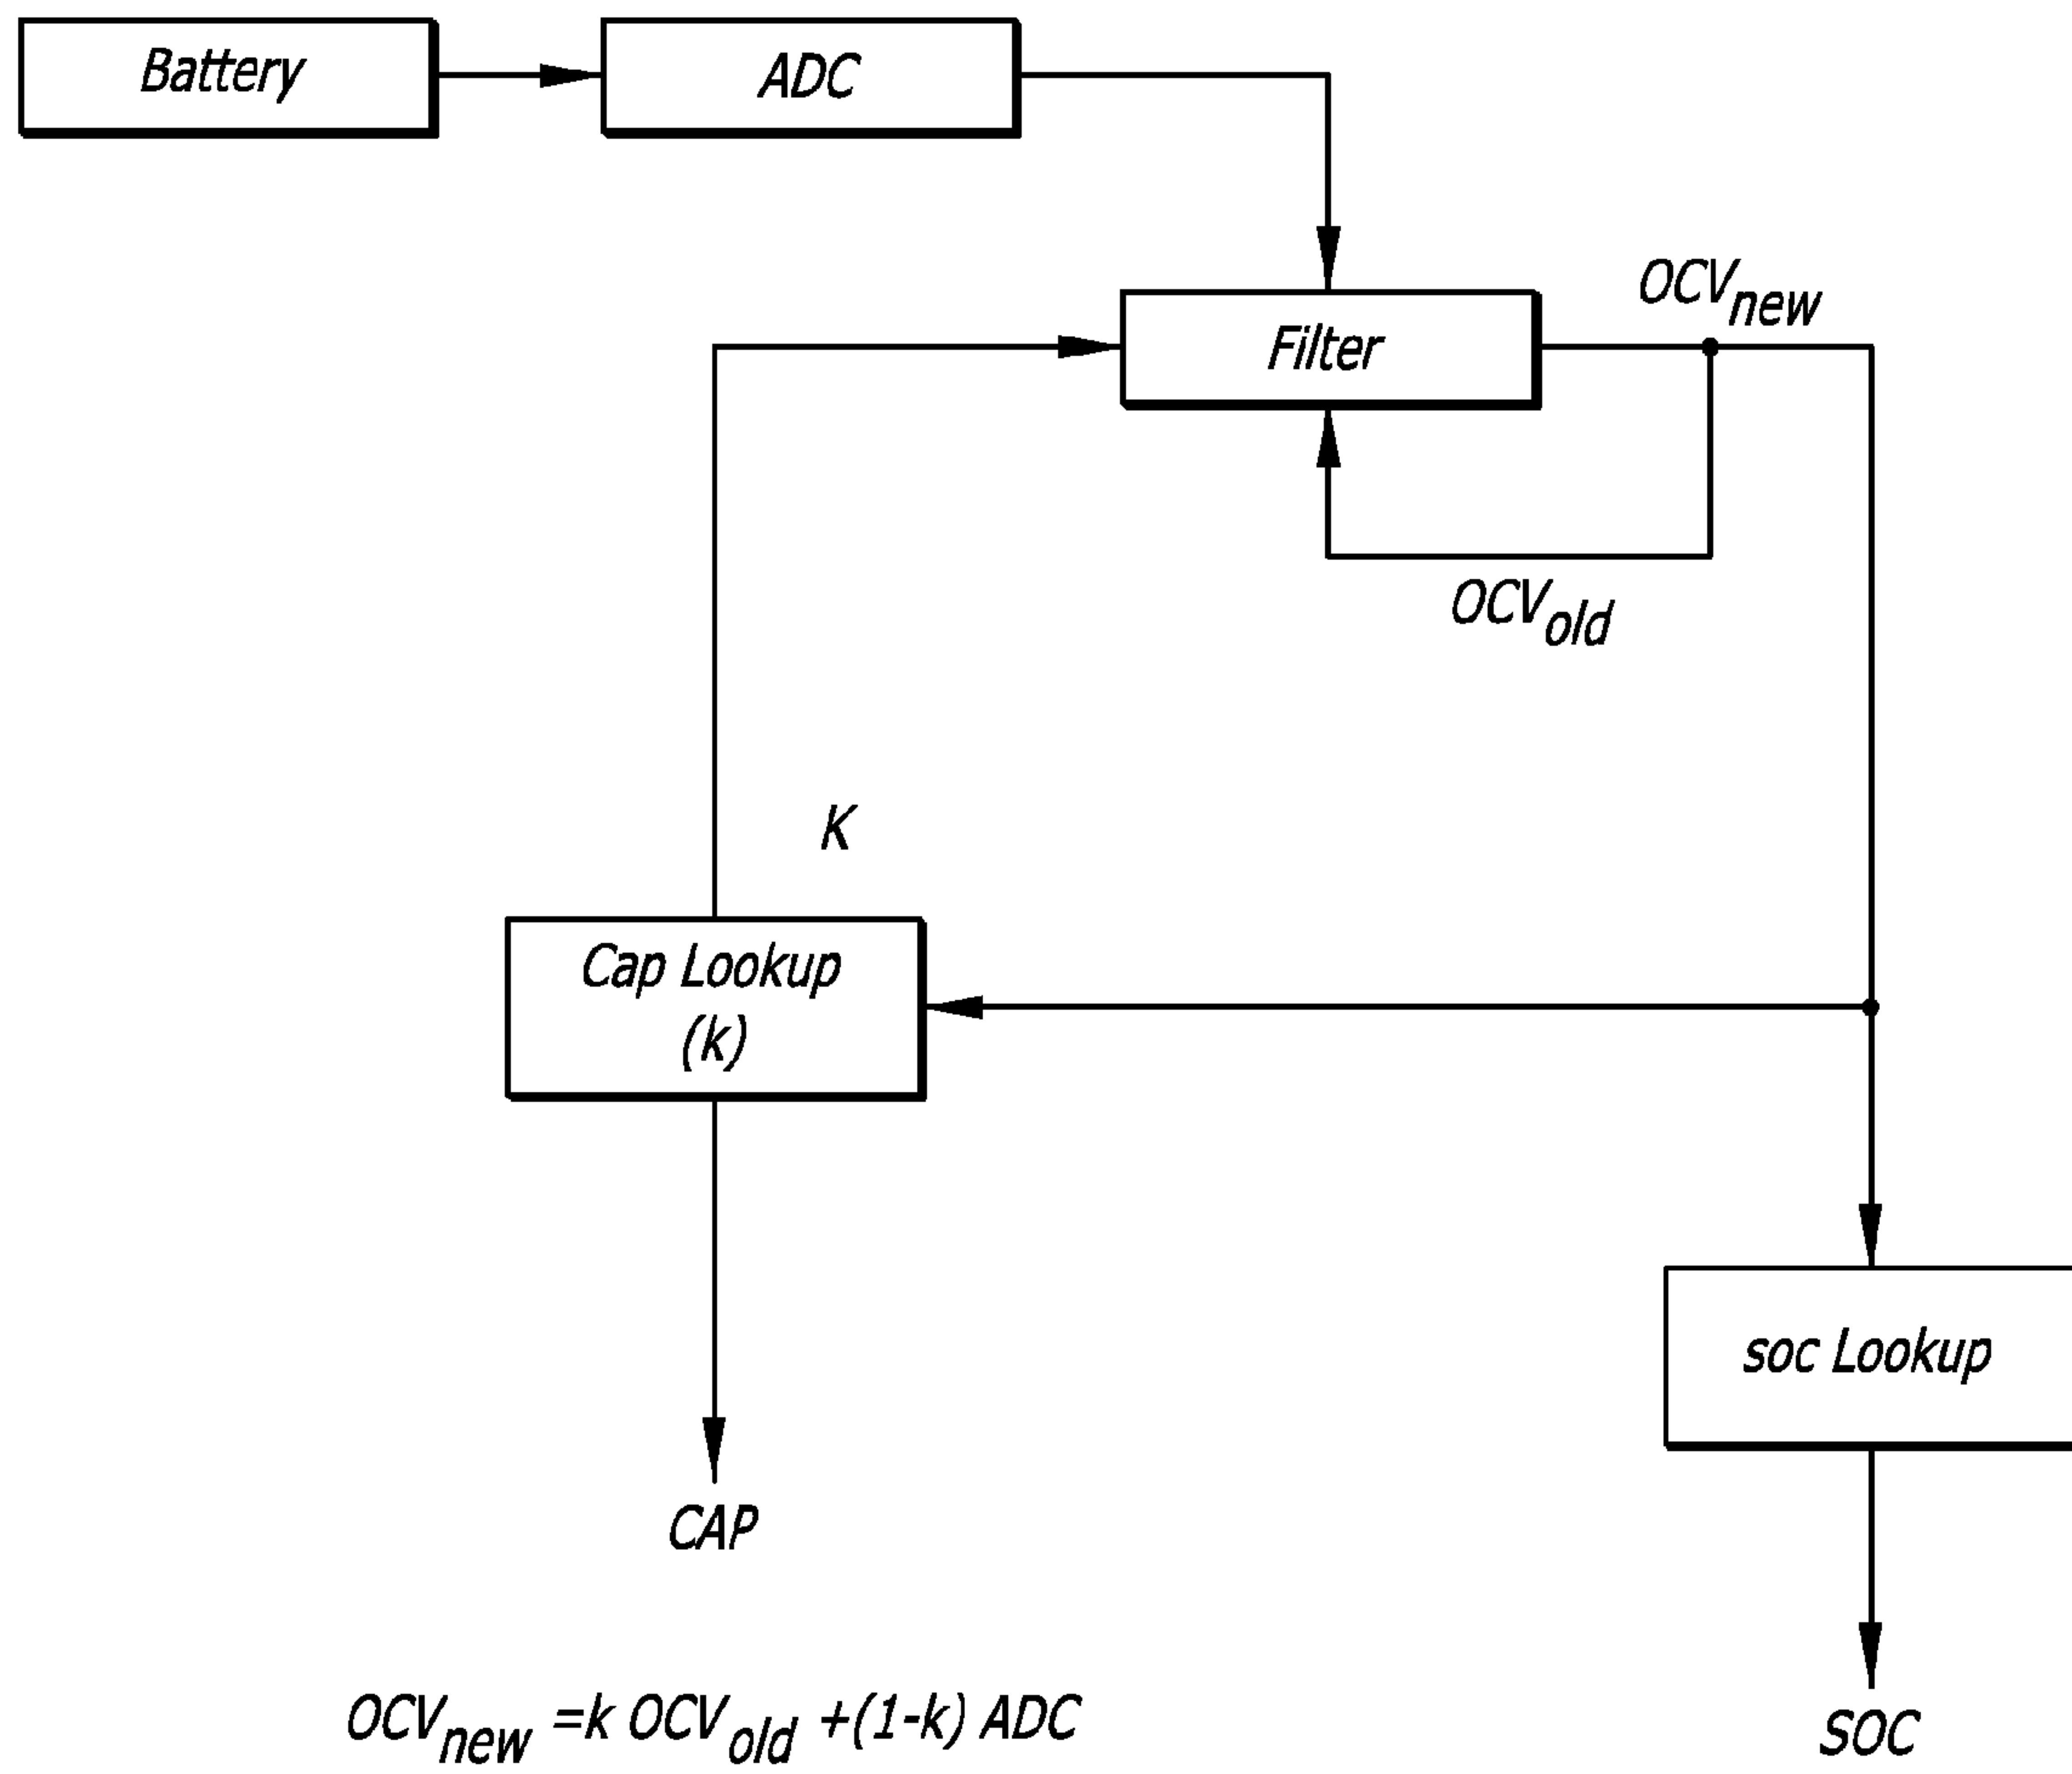 Battery
ADC
OCVnew
Filter
OCVold
K
Cap Lookup
(k)
soc Lookup
CAP
OCVnew =k OCVold +(1-k) ADC
SOC